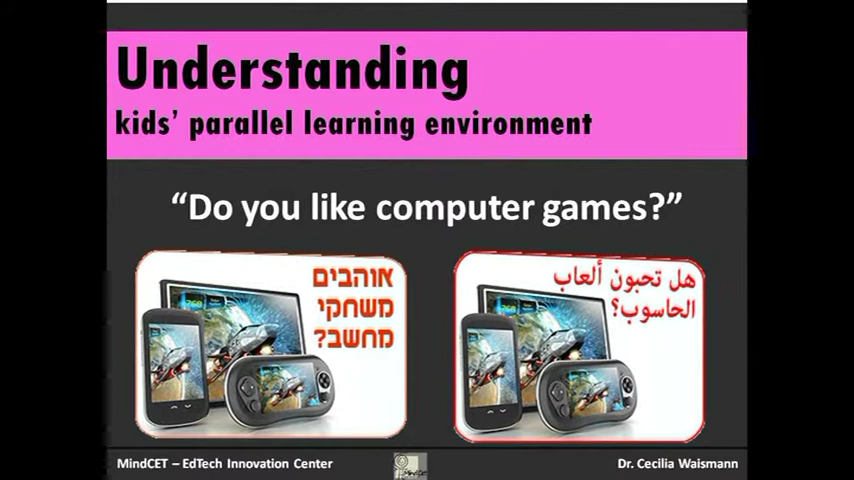 Understanding
kids’ parallel learning environment
“Do you like computer games?”
אוהבים
משחקי
מחשב?
هل تحبون ألعاب
الحاسوب؟
MindCET – EdTech Innovation Center
Dr. Cecilia Waismann